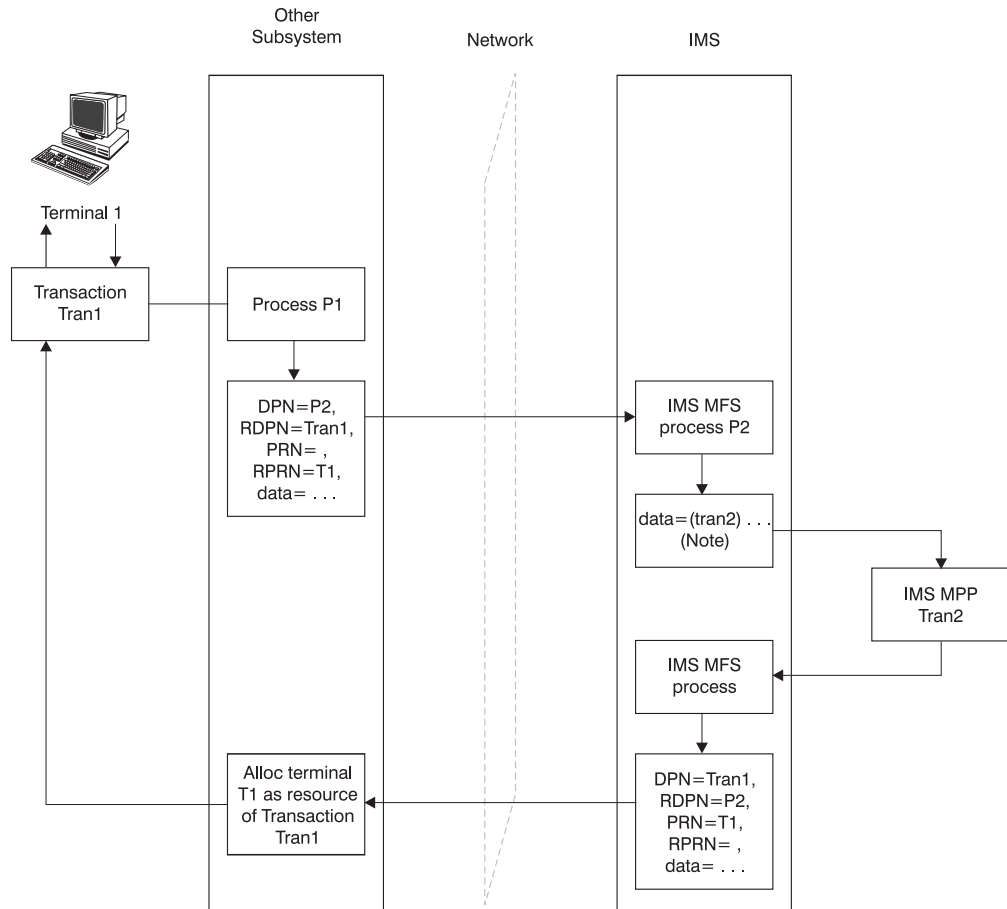 Other
Subsystem
Network
IMS
Terminal 1
Transaction
Tran1
Process P1
DPN=P2,
RDPN=Tran1,
PRN= ,
RPRN=T1,
data= . . .
IMS MFS
process P2
data=(tran2) . . .
(Note)
IMS MPP
Tran2
IMS MFS
process
DPN=Tran1,
RDPN=P2,
PRN=T1,
RPRN= ,
data= . . .
Alloc terminal
T1 as resource
of Transaction
Tran1